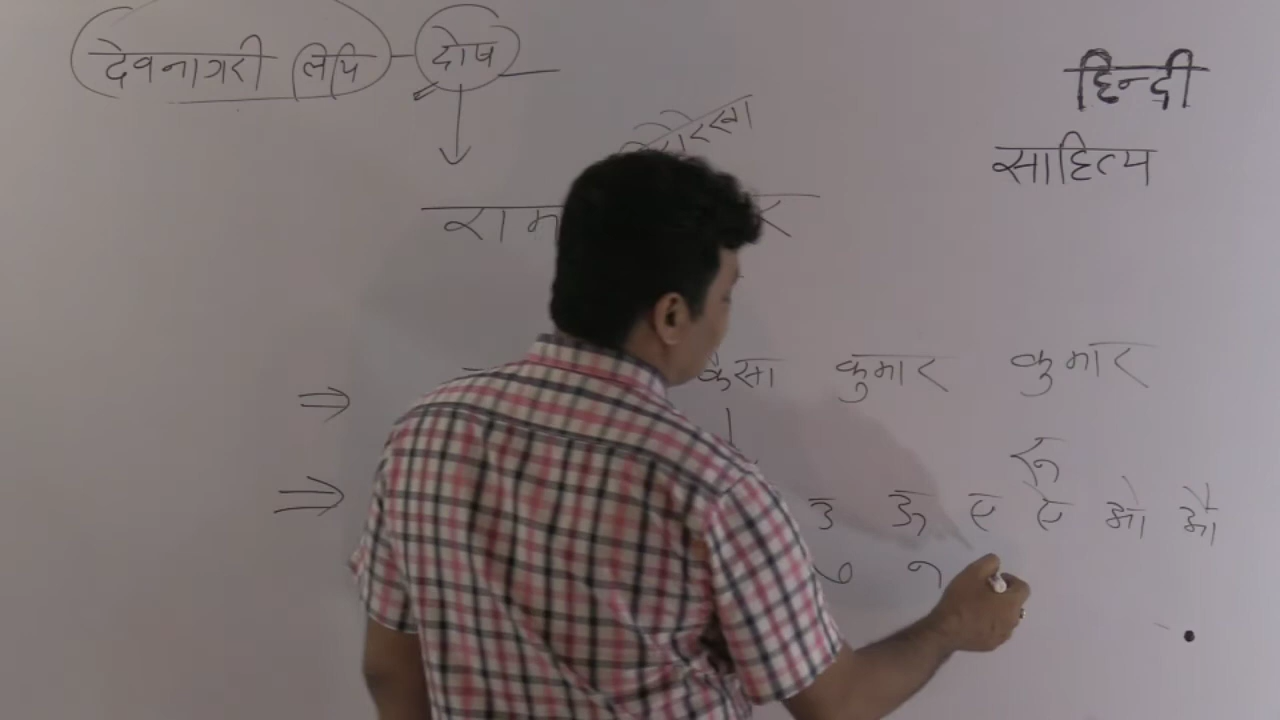 देवनागरी लिपि - दोष
हिन्दी
साहित्य
राम
कैसा कुमार कुमार
रू
उ ऊ ए ऐ ओ औ
ु ू